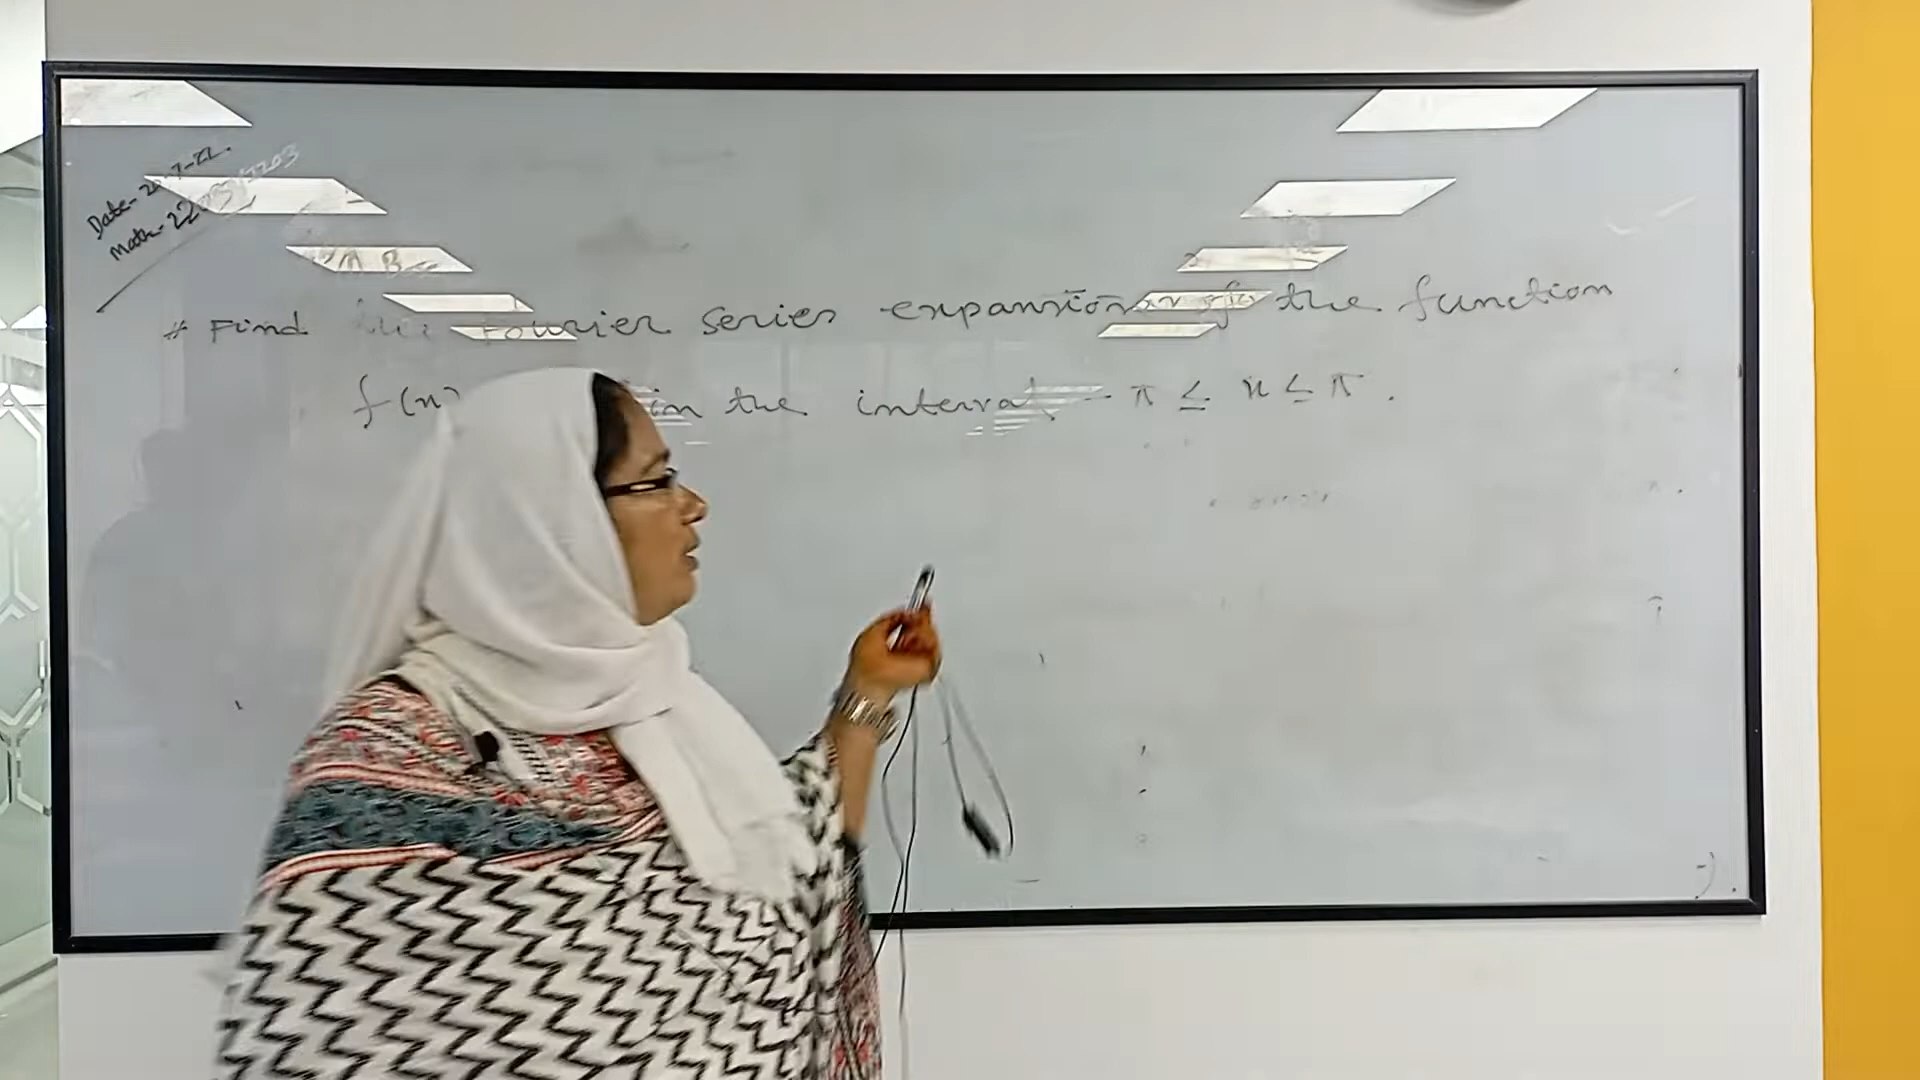 Date-
Math-
# Find the Fourier series expansion of the function
f(x) in the interval -π ≤ x ≤ π.